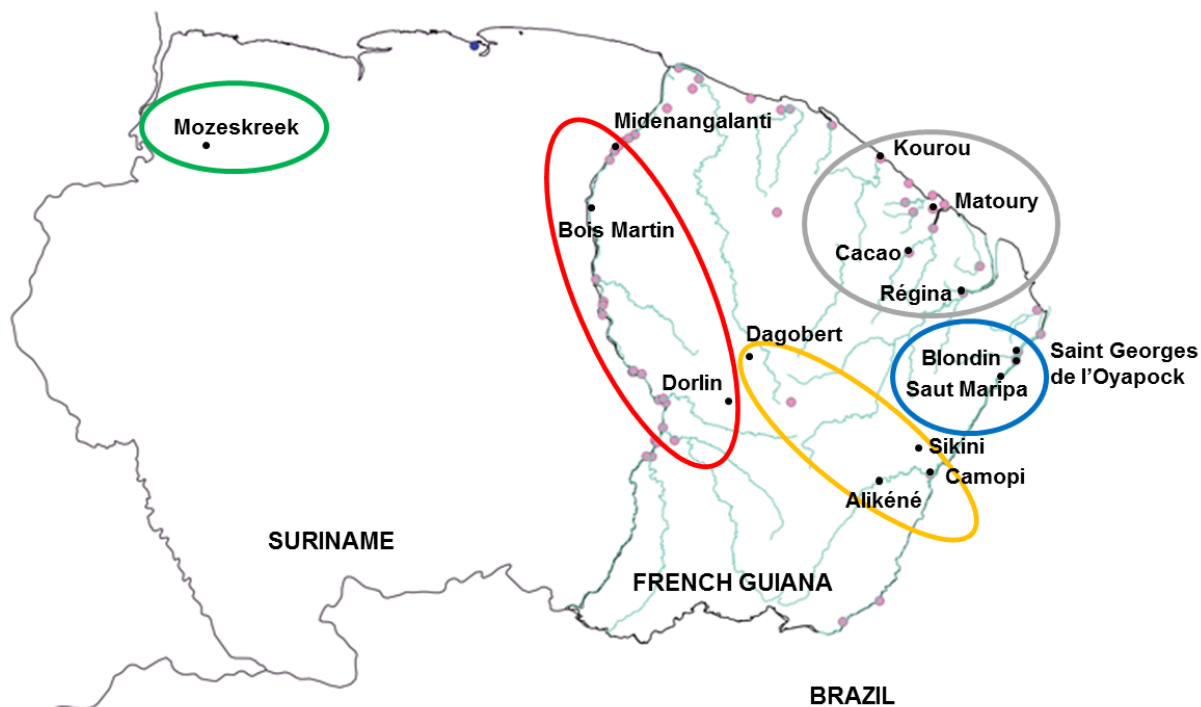 Mozeskreek
Midenangalanti
Kourou
Bois Martin
Matoury
Cacao
Régina
Dagobert
Blondin
Saint Georges
de l'Oyapock
Dorlin
Saut Maripa
Sikini
Camopi
Alikéné
SURINAME
FRENCH GUIANA
BRAZIL